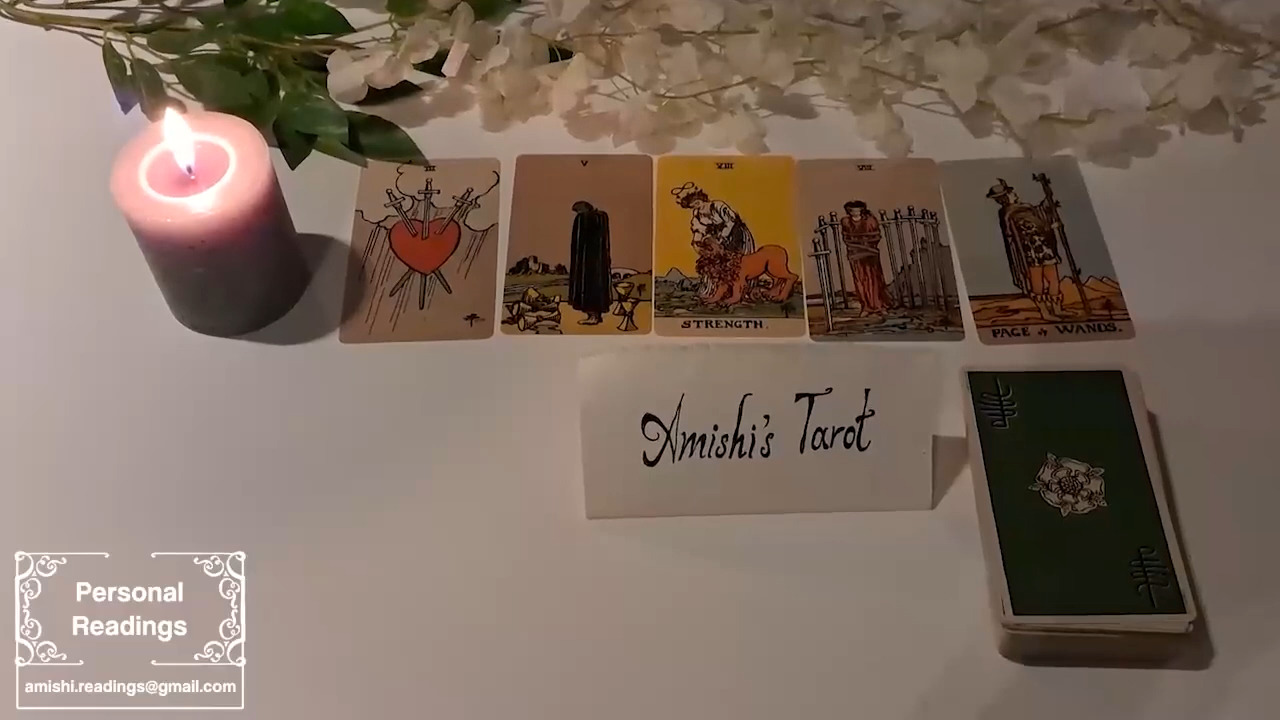 III
V
VIII
VIII
STRENGTH.
PAGE of WANDS.
Amishi's Tarot
Personal
Readings
amishi.readings@gmail.com